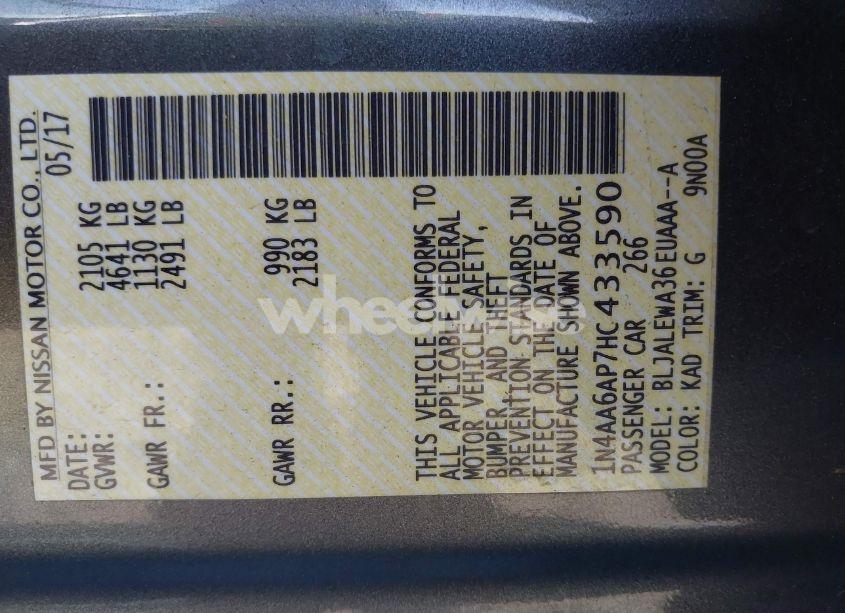 MFD BY NISSAN MOTOR CO., LTD.
DATE: 05/17
GVWR: 2105 KG
4641 LB
GAWR FR.: 1130 KG
2491 LB
GAWR RR.: 990 KG
2183 LB
THIS VEHICLE CONFORMS TO
ALL APPLICABLE FEDERAL
MOTOR VEHICLE SAFETY,
BUMPER, AND THEFT
PREVENTION STANDARDS IN
EFFECT ON THE DATE OF
MANUFACTURE SHOWN ABOVE.
1N4AA6AP7HC433590
PASSENGER CAR 266
MODEL: BLJALEWA36EUAAA--A
COLOR: KAD TRIM: G 9N00A